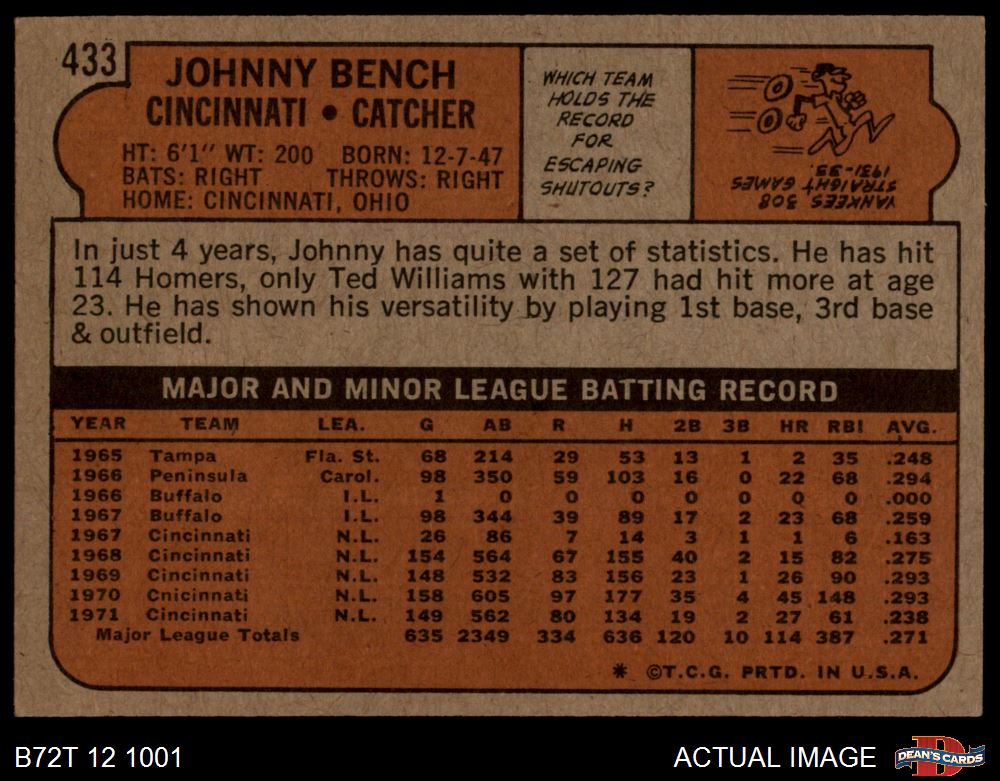 433
JOHNNY BENCH
CINCINNATI • CATCHER
HT: 6'1" WT: 200 BORN: 12-7-47
BATS: RIGHT THROWS: RIGHT
HOME: CINCINNATI, OHIO
WHICH TEAM
HOLDS THE
RECORD
FOR
ESCAPING
SHUTOUTS?
YANKEES 308
STRAIGHT GAMES
1931-33.
In just 4 years, Johnny has quite a set of statistics. He has hit
114 Homers, only Ted Williams with 127 had hit more at age
23. He has shown his versatility by playing 1st base, 3rd base
& outfield.
MAJOR AND MINOR LEAGUE BATTING RECORD
YEAR TEAM LEA. G AB R H 2B 3B HR RBI AVG.
1965 Tampa Fla. St. 68 214 29 53 13 1 2 35 .248
1966 Peninsula Carol. 98 350 59 103 16 0 22 68 .294
1966 Buffalo I.L. 1 0 0 0 0 0 0 0 .000
1967 Buffalo I.L. 98 344 39 89 17 2 23 68 .259
1967 Cincinnati N.L. 26 86 7 14 3 1 1 6 .163
1968 Cincinnati N.L. 154 564 67 155 40 2 15 82 .275
1969 Cincinnati N.L. 148 532 83 156 23 1 26 90 .293
1970 Cnicinnati N.L. 158 605 97 177 35 4 45 148 .293
1971 Cincinnati N.L. 149 562 80 134 19 2 27 61 .238
Major League Totals 635 2349 334 636 120 10 114 387 .271
* ©T.C.G. PRTD. IN U.S.A.
B72T 12 1001
ACTUAL IMAGE
D
DEAN'S CARDS